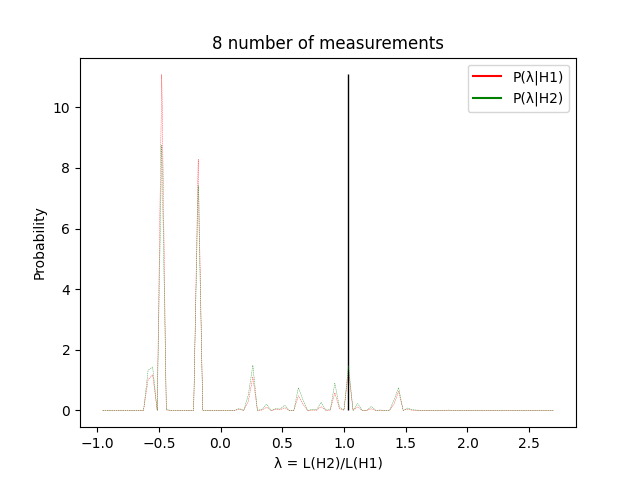 8 number of measurements
P(λ|H1)
P(λ|H2)
Probability
10
8
6
4
2
0
−1.0 −0.5 0.0 0.5 1.0 1.5 2.0 2.5
λ = L(H2)/L(H1)